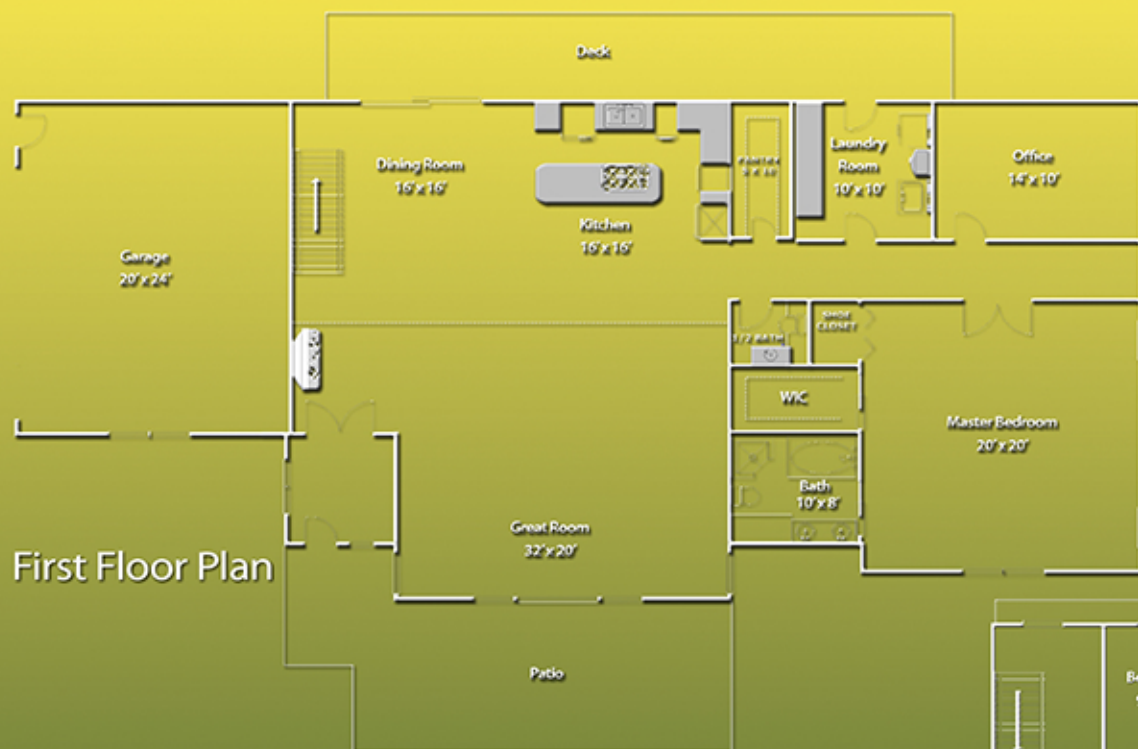 Deck
Dining Room
16' x 16'
PANTRY
Laundry
Room
10' x 10'
Office
14' x 10'
Kitchen
16' x 16'
Garage
20' x 24'
SHOE
CLOSET
1/2 BATH
WIC
Master Bedroom
20' x 20'
Bath
10' x 8'
Great Room
32' x 20'
First Floor Plan
Patio